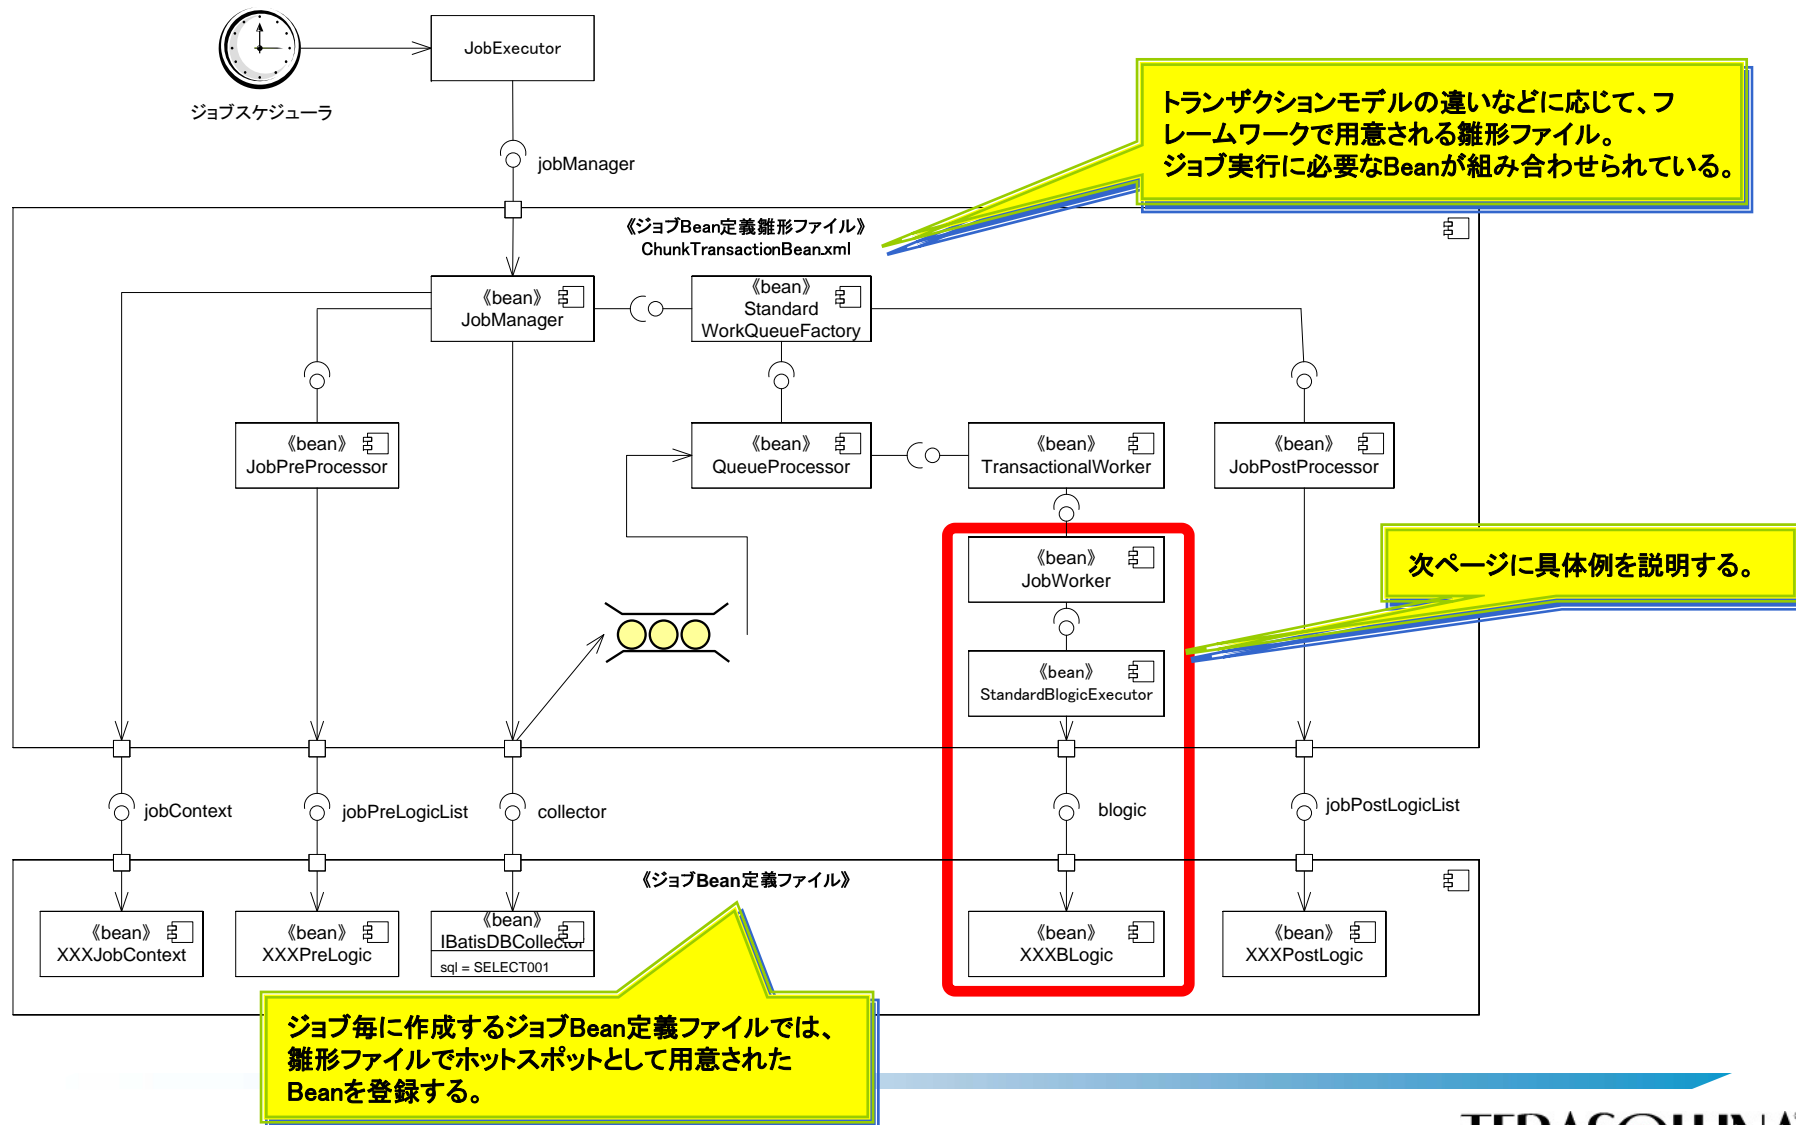 JobExecutor
ジョブスケジューラ
jobManager
トランザクションモデルの違いなどに応じて、フ
レームワークで用意される雛形ファイル。
ジョブ実行に必要なBeanが組み合わせられている。
《ジョブBean定義雛形ファイル》
ChunkTransactionBean.xml
《bean》
JobManager
《bean》
Standard
WorkQueueFactory
《bean》
JobPreProcessor
《bean》
QueueProcessor
《bean》
TransactionalWorker
《bean》
JobPostProcessor
《bean》
JobWorker
次ページに具体例を説明する。
《bean》
StandardBlogicExecutor
jobContext
jobPreLogicList
collector
blogic
jobPostLogicList
《ジョブBean定義ファイル》
《bean》
XXXJobContext
《bean》
XXXPreLogic
《bean》
IBatisDBCollector
sql = SELECT001
《bean》
XXXBLogic
《bean》
XXXPostLogic
ジョブ毎に作成するジョブBean定義ファイルでは、
雛形ファイルでホットスポットとして用意された
Beanを登録する。